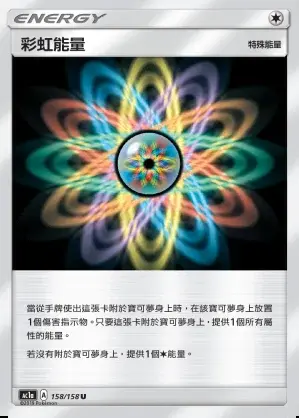 ENERGY
彩虹能量
特殊能量
當從手牌使出這張卡附於寶可夢身上時，在該寶可夢身上放置
1個傷害指示物。只要這張卡附於寶可夢身上，提供1個所有屬
性的能量。
若沒有附於寶可夢身上，提供1個能量。
AC1a A 158/158 U
©2019 Pokémon